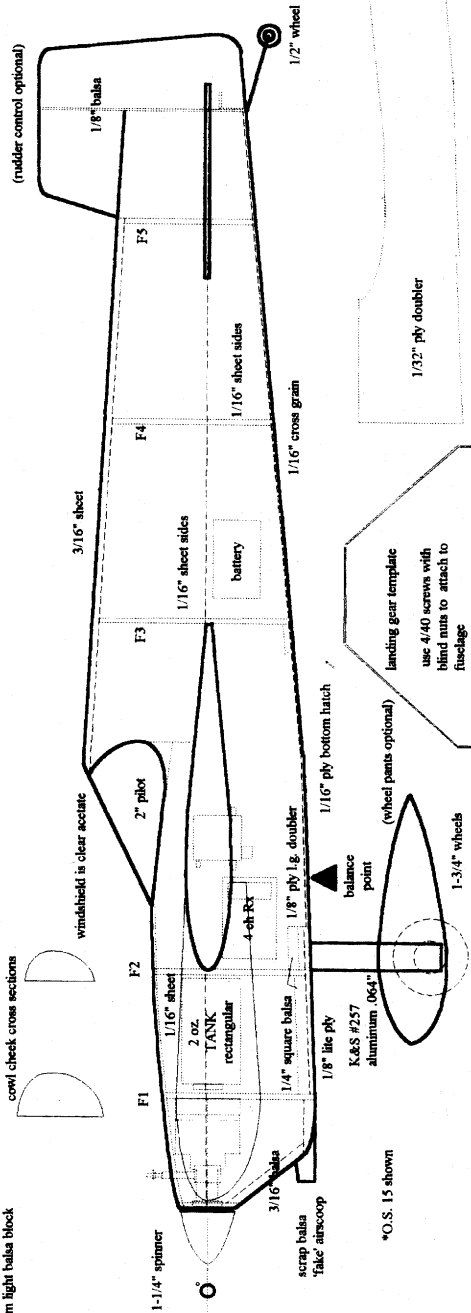 m light balsa block
cowl cheek cross sections
(rudder control optional)
1/8" balsa
1/2" wheel
3/16" sheet
windshield is clear acetate
2" pilot
F1
F2
F3
F4
F5
1/16" sheet
1/16" sheet sides
1/16" sheet sides
battery
2 oz.
TANK
rectangular
4 ch Rx
1-1/4" spinner
0°
3/16" balsa
1/4" square balsa
1/8" ply l.g. doubler
1/16" cross grain
scrap balsa
'fake' airscoop
1/8" lite ply
1/16" ply bottom hatch
balance
point
K&S #257
aluminum .064"
(wheel pants optional)
1-3/4" wheels
*O.S. 15 shown
landing gear template
use 4/40 screws with
blind nuts to attach to
fuselage
1/32" ply doubler